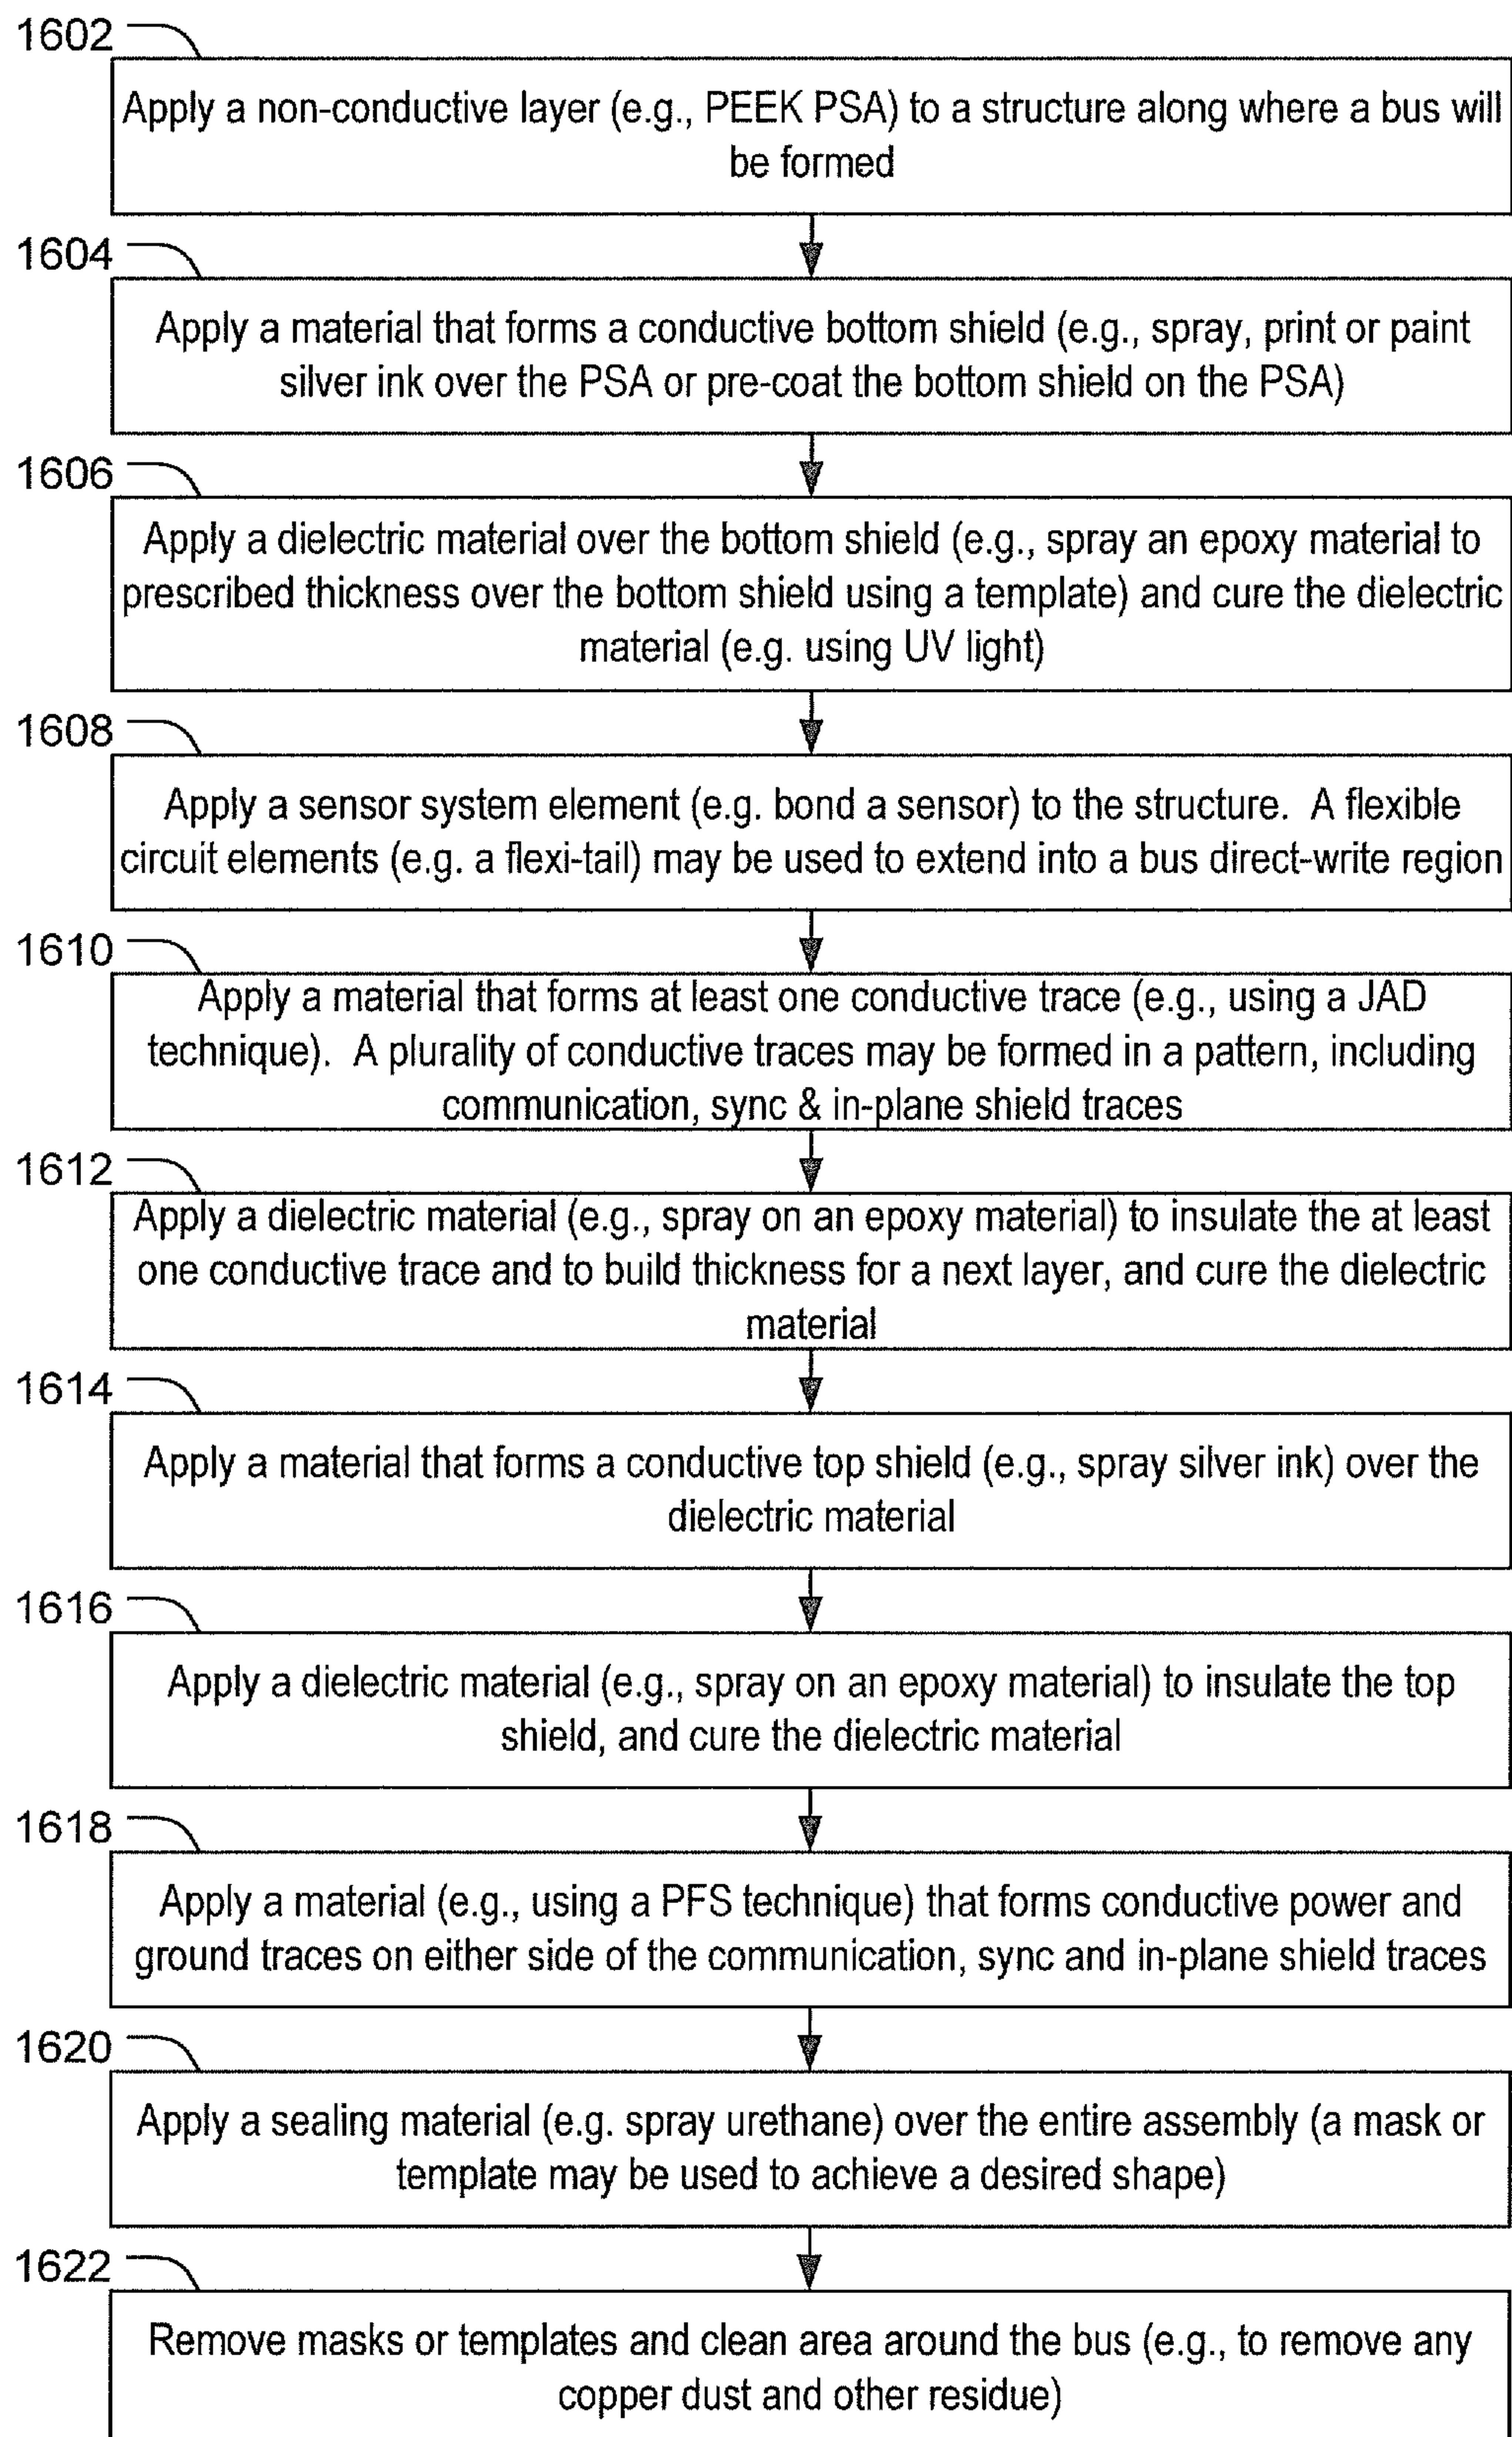 1602
Apply a non-conductive layer (e.g., PEEK PSA) to a structure along where a bus will
be formed
1604
Apply a material that forms a conductive bottom shield (e.g., spray, print or paint
silver ink over the PSA or pre-coat the bottom shield on the PSA)
1606
Apply a dielectric material over the bottom shield (e.g., spray an epoxy material to
prescribed thickness over the bottom shield using a template) and cure the dielectric
material (e.g. using UV light)
1608
Apply a sensor system element (e.g. bond a sensor) to the structure. A flexible
circuit elements (e.g. a flexi-tail) may be used to extend into a bus direct-write region
1610
Apply a material that forms at least one conductive trace (e.g., using a JAD
technique). A plurality of conductive traces may be formed in a pattern, including
communication, sync & in-plane shield traces
1612
Apply a dielectric material (e.g., spray on an epoxy material) to insulate the at least
one conductive trace and to build thickness for a next layer, and cure the dielectric
material
1614
Apply a material that forms a conductive top shield (e.g., spray silver ink) over the
dielectric material
1616
Apply a dielectric material (e.g., spray on an epoxy material) to insulate the top
shield, and cure the dielectric material
1618
Apply a material (e.g., using a PFS technique) that forms conductive power and
ground traces on either side of the communication, sync and in-plane shield traces
1620
Apply a sealing material (e.g. spray urethane) over the entire assembly (a mask or
template may be used to achieve a desired shape)
1622
Remove masks or templates and clean area around the bus (e.g., to remove any
copper dust and other residue)